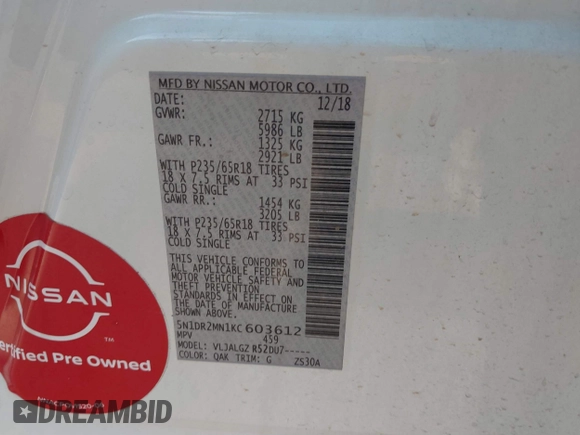 MFD BY NISSAN MOTOR CO., LTD.
DATE: 12/18
GVWR: 2715 KG
5986 LB
GAWR FR.: 1325 KG
2921 LB
WITH P235/65R18 TIRES
18 X 7.5 RIMS AT 33 PSI
COLD SINGLE
GAWR RR.: 1454 KG
3205 LB
WITH P235/65R18 TIRES
18 X 7.5 RIMS AT 33 PSI
COLD SINGLE
THIS VEHICLE CONFORMS TO
ALL APPLICABLE FEDERAL
MOTOR VEHICLE SAFETY AND
THEFT PREVENTION
STANDARDS IN EFFECT ON
THE DATE OF MANUFACTURE
SHOWN ABOVE.
5N1DR2MN1KC603612
MPV 459
MODEL: VLJALGZ R52DU7-----
COLOR: QAK TRIM: G ZS30A
NISSAN
Certified Pre Owned
DREAMBID